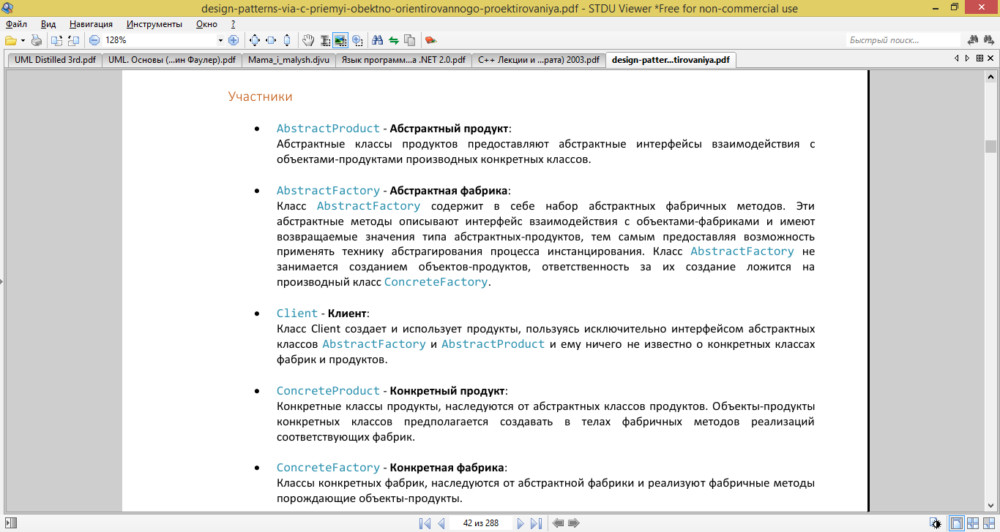 design-patterns-via-c-priemyi-obektno-orientirovannogo-proektirovaniya.pdf - STDU Viewer *Free for non-commercial use
Файл Вид Навигация Инструменты Окно ?
128%
Быстрый поиск...
UML Distilled 3rd.pdf UML. Основы (...ин Фаулер).pdf Mama_i_malysh.djvu Язык программ...а .NET 2.0.pdf C++ Лекции и ...рата) 2003.pdf design-patter...tirovaniya.pdf
Участники
• AbstractProduct - Абстрактный продукт:
Абстрактные классы продуктов предоставляют абстрактные интерфейсы взаимодействия с
объектами-продуктами производных конкретных классов.
• AbstractFactory - Абстрактная фабрика:
Класс AbstractFactory содержит в себе набор абстрактных фабричных методов. Эти
абстрактные методы описывают интерфейс взаимодействия с объектами-фабриками и имеют
возвращаемые значения типа абстрактных-продуктов, тем самым предоставляя возможность
применять технику абстрагирования процесса инстанцирования. Класс AbstractFactory не
занимается созданием объектов-продуктов, ответственность за их создание ложится на
производный класс ConcreteFactory.
• Client - Клиент:
Класс Client создает и использует продукты, пользуясь исключительно интерфейсом абстрактных
классов AbstractFactory и AbstractProduct и ему ничего не известно о конкретных классах
фабрик и продуктов.
• ConcreteProduct - Конкретный продукт:
Конкретные классы продукты, наследуются от абстрактных классов продуктов. Объекты-продукты
конкретных классов предполагается создавать в телах фабричных методов реализаций
соответствующих фабрик.
• ConcreteFactory - Конкретная фабрика:
Классы конкретных фабрик, наследуются от абстрактной фабрики и реализуют фабричные методы
порождающие объекты-продукты.
42 из 288